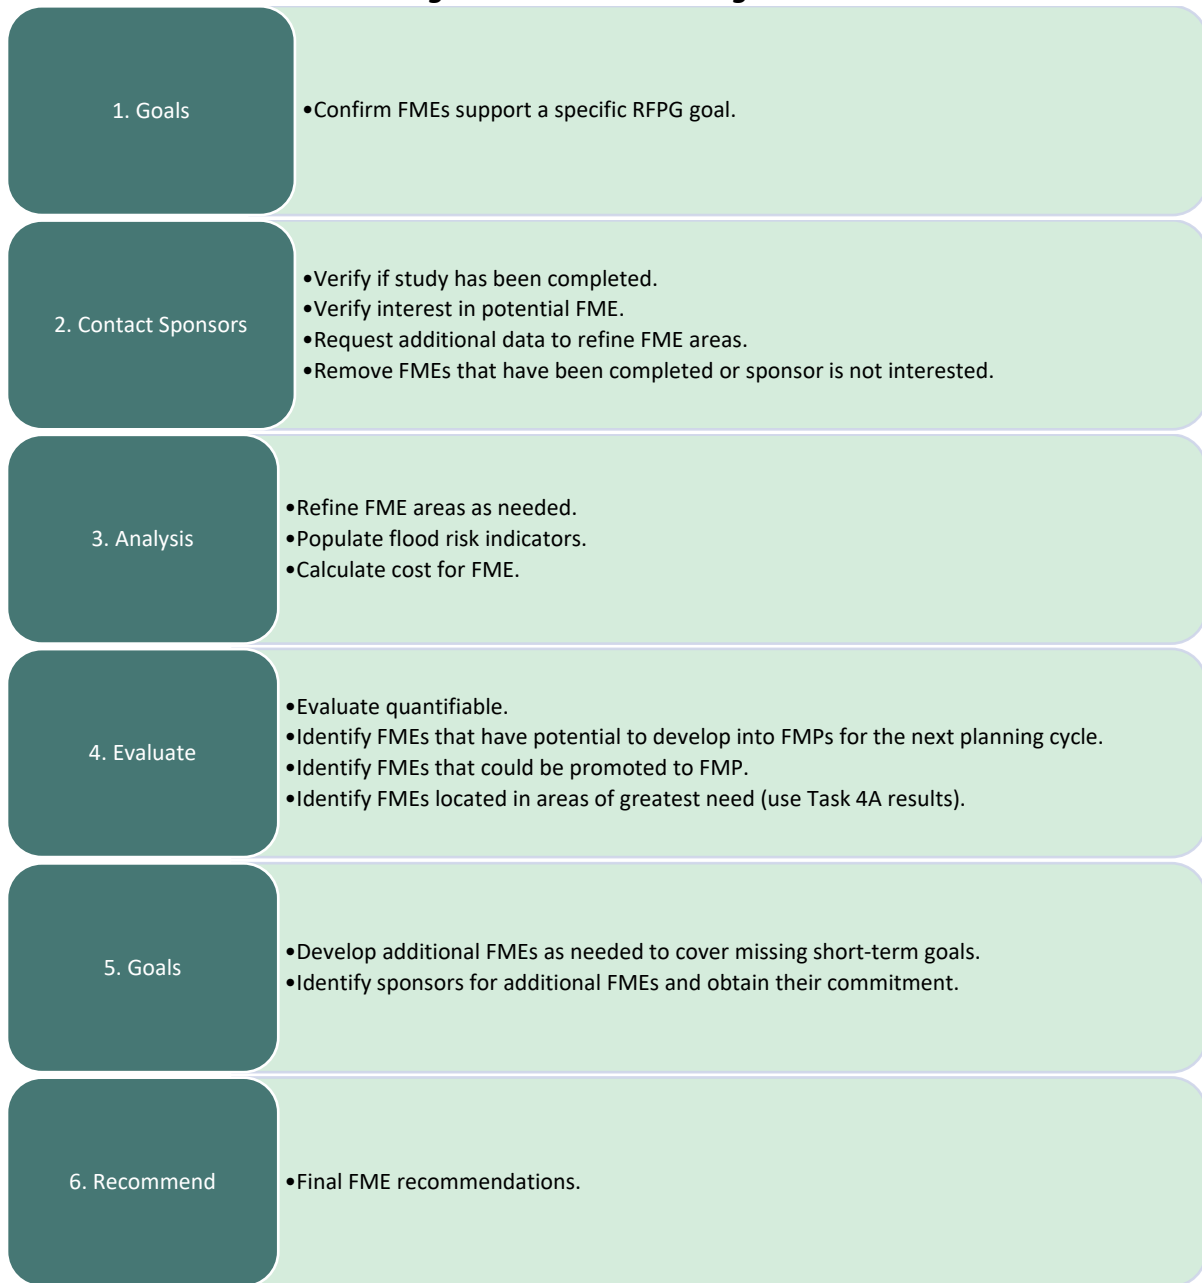 1. Goals
•Confirm FMEs support a specific RFPG goal.
2. Contact Sponsors
•Verify if study has been completed.
•Verify interest in potential FME.
•Request additional data to refine FME areas.
•Remove FMEs that have been completed or sponsor is not interested.
3. Analysis
•Refine FME areas as needed.
•Populate flood risk indicators.
•Calculate cost for FME.
4. Evaluate
•Evaluate quantifiable.
•Identify FMEs that have potential to develop into FMPs for the next planning cycle.
•Identify FMEs that could be promoted to FMP.
•Identify FMEs located in areas of greatest need (use Task 4A results).
5. Goals
•Develop additional FMEs as needed to cover missing short-term goals.
•Identify sponsors for additional FMEs and obtain their commitment.
6. Recommend
•Final FME recommendations.